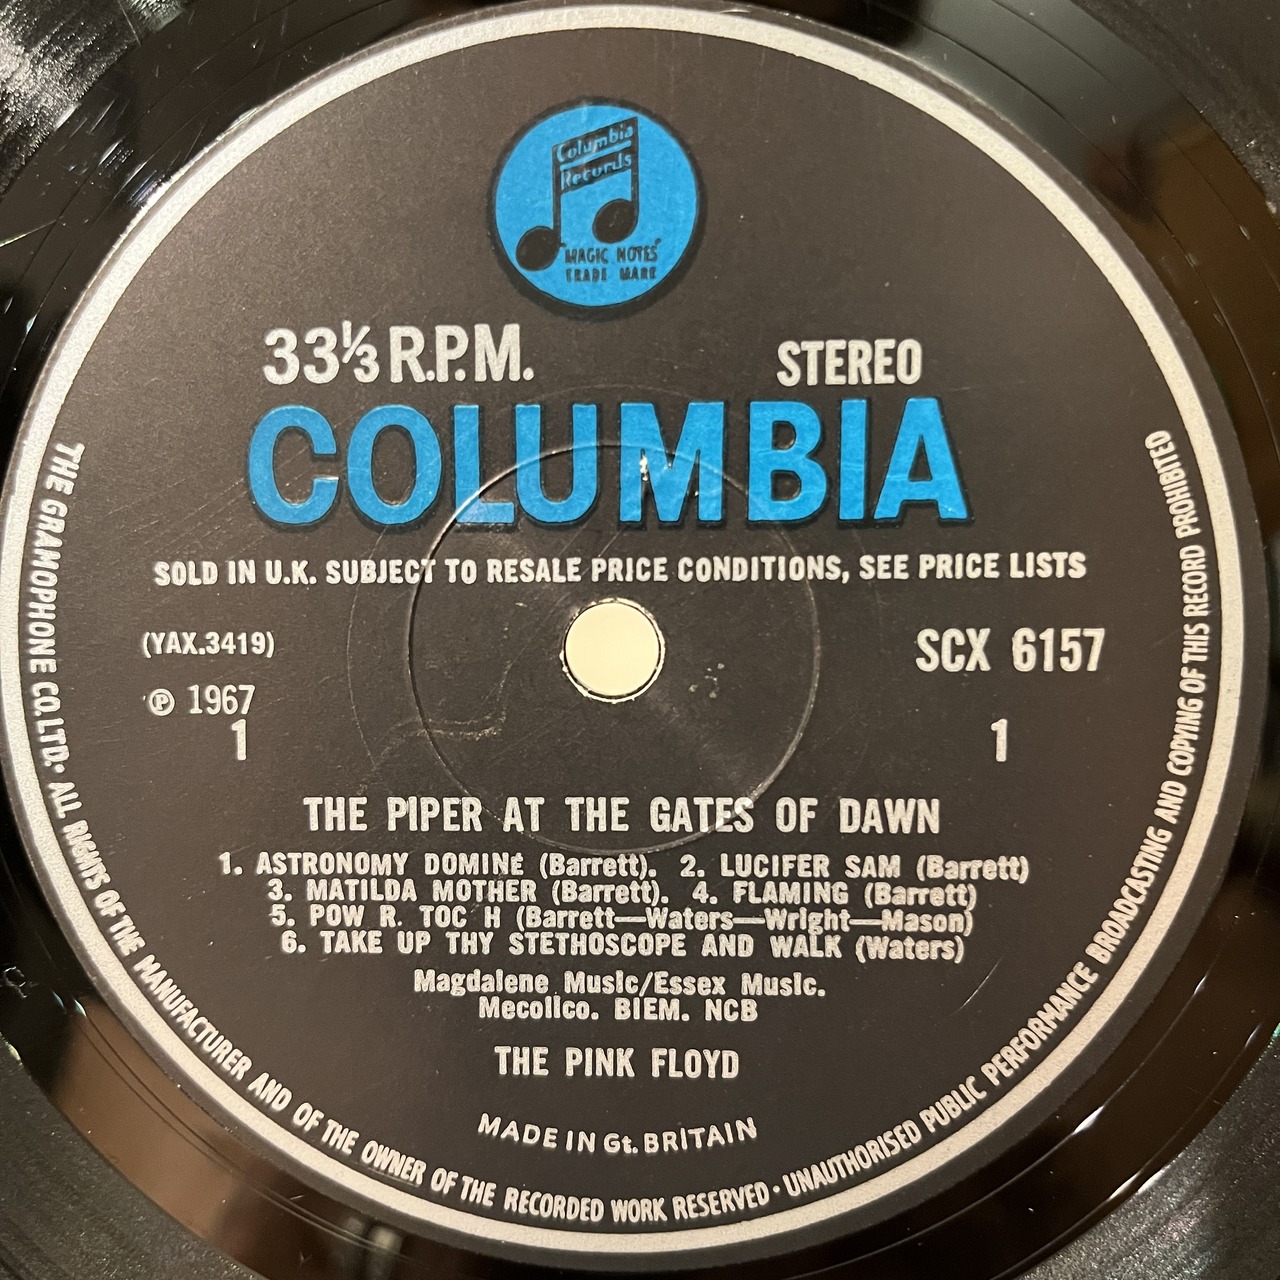 Columbia
Records
"MAGIC NOTES"
TRADE MARK
33⅓ R.P.M.
STEREO
COLUMBIA
SOLD IN U.K. SUBJECT TO RESALE PRICE CONDITIONS, SEE PRICE LISTS
(YAX.3419)
SCX 6157
℗ 1967
1
1
THE PIPER AT THE GATES OF DAWN
1. ASTRONOMY DOMINÉ (Barrett). 2. LUCIFER SAM (Barrett)
3. MATILDA MOTHER (Barrett). 4. FLAMING (Barrett)
5. POW R. TOC H (Barrett—Waters—Wright—Mason)
6. TAKE UP THY STETHOSCOPE AND WALK (Waters)
Magdalene Music/Essex Music.
Mecolico. BIEM. NCB
THE PINK FLOYD
MADE IN Gt. BRITAIN
THE GRAMOPHONE CO. LTD. · ALL RIGHTS OF THE MANUFACTURER AND OF THE OWNER OF THE RECORDED WORK RESERVED · UNAUTHORISED PUBLIC PERFORMANCE BROADCASTING AND COPYING OF THIS RECORD PROHIBITED